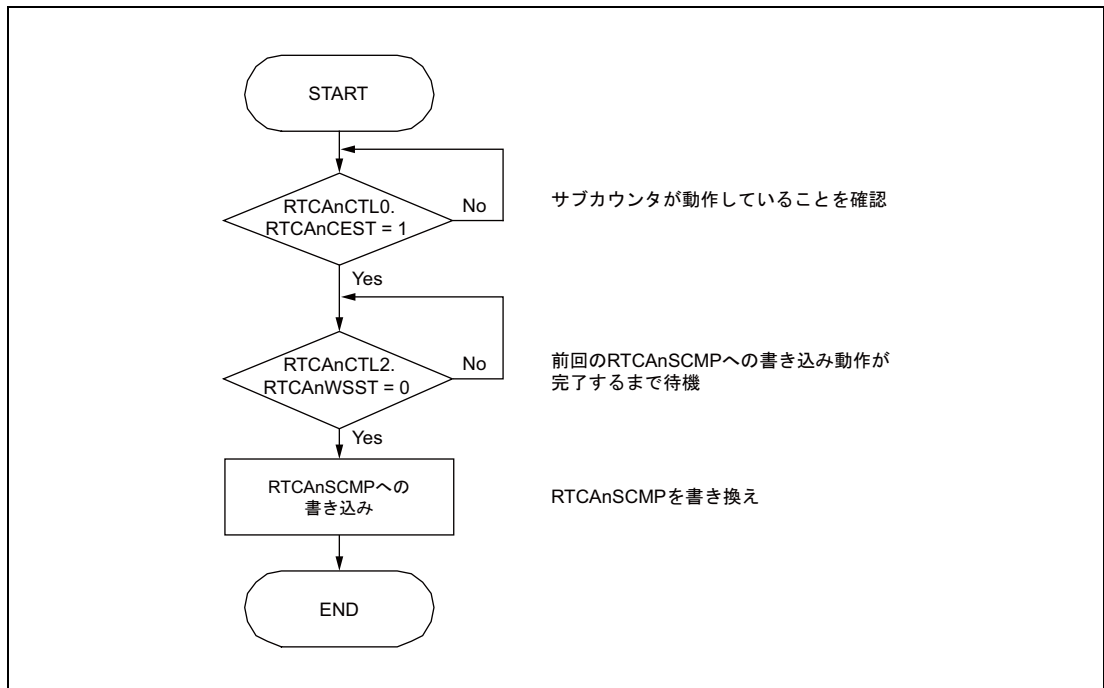 START
RTCAnCTL0.
RTCAnCEST = 1
No
サブカウンタが動作していることを確認
Yes
RTCAnCTL2.
RTCAnWSST = 0
No
前回のRTCAnSCMPへの書き込み動作が
完了するまで待機
Yes
RTCAnSCMPへの
書き込み
RTCAnSCMPを書き換え
END